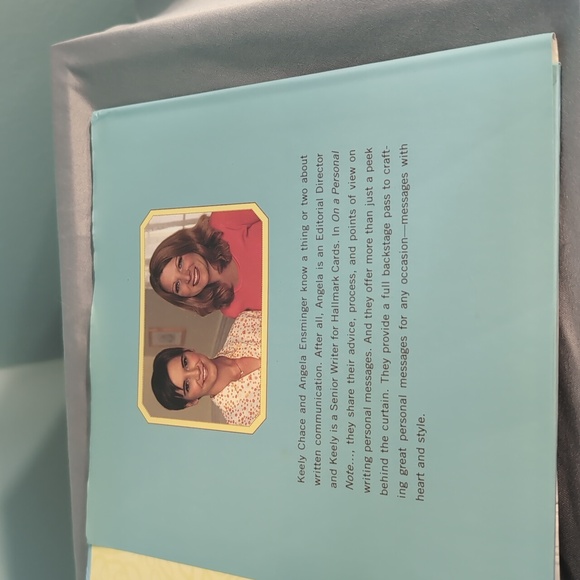 Keely Chace and Angela Ensminger know a thing or two about
written communication. After all, Angela is an Editorial Director
and Keely is a Senior Writer for Hallmark Cards. In On a Personal
Note..., they share their advice, process, and points of view on
writing personal messages. And they offer more than just a peek
behind the curtain. They provide a full backstage pass to craft-
ing great personal messages for any occasion—messages with
heart and style.